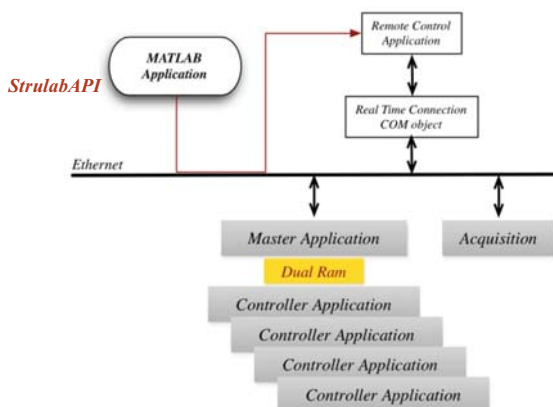 Remote Control
Application
MATLAB
Application
StrulabAPI
Real Time Connection
COM object
Ethernet
Master Application
Acquisition
Dual Ram
Controller Application
Controller Application
Controller Application
Controller Application